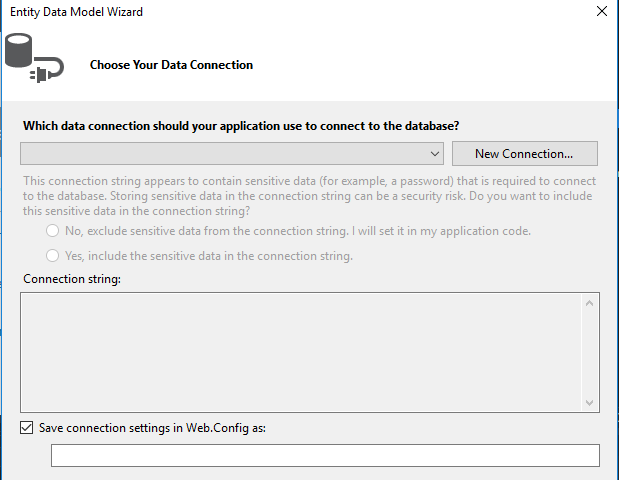 Entity Data Model Wizard
Choose Your Data Connection
Which data connection should your application use to connect to the database?
New Connection...
This connection string appears to contain sensitive data (for example, a password) that is required to connect
to the database. Storing sensitive data in the connection string can be a security risk. Do you want to include
this sensitive data in the connection string?
No, exclude sensitive data from the connection string. I will set it in my application code.
Yes, include the sensitive data in the connection string.
Connection string:
Save connection settings in Web.Config as: